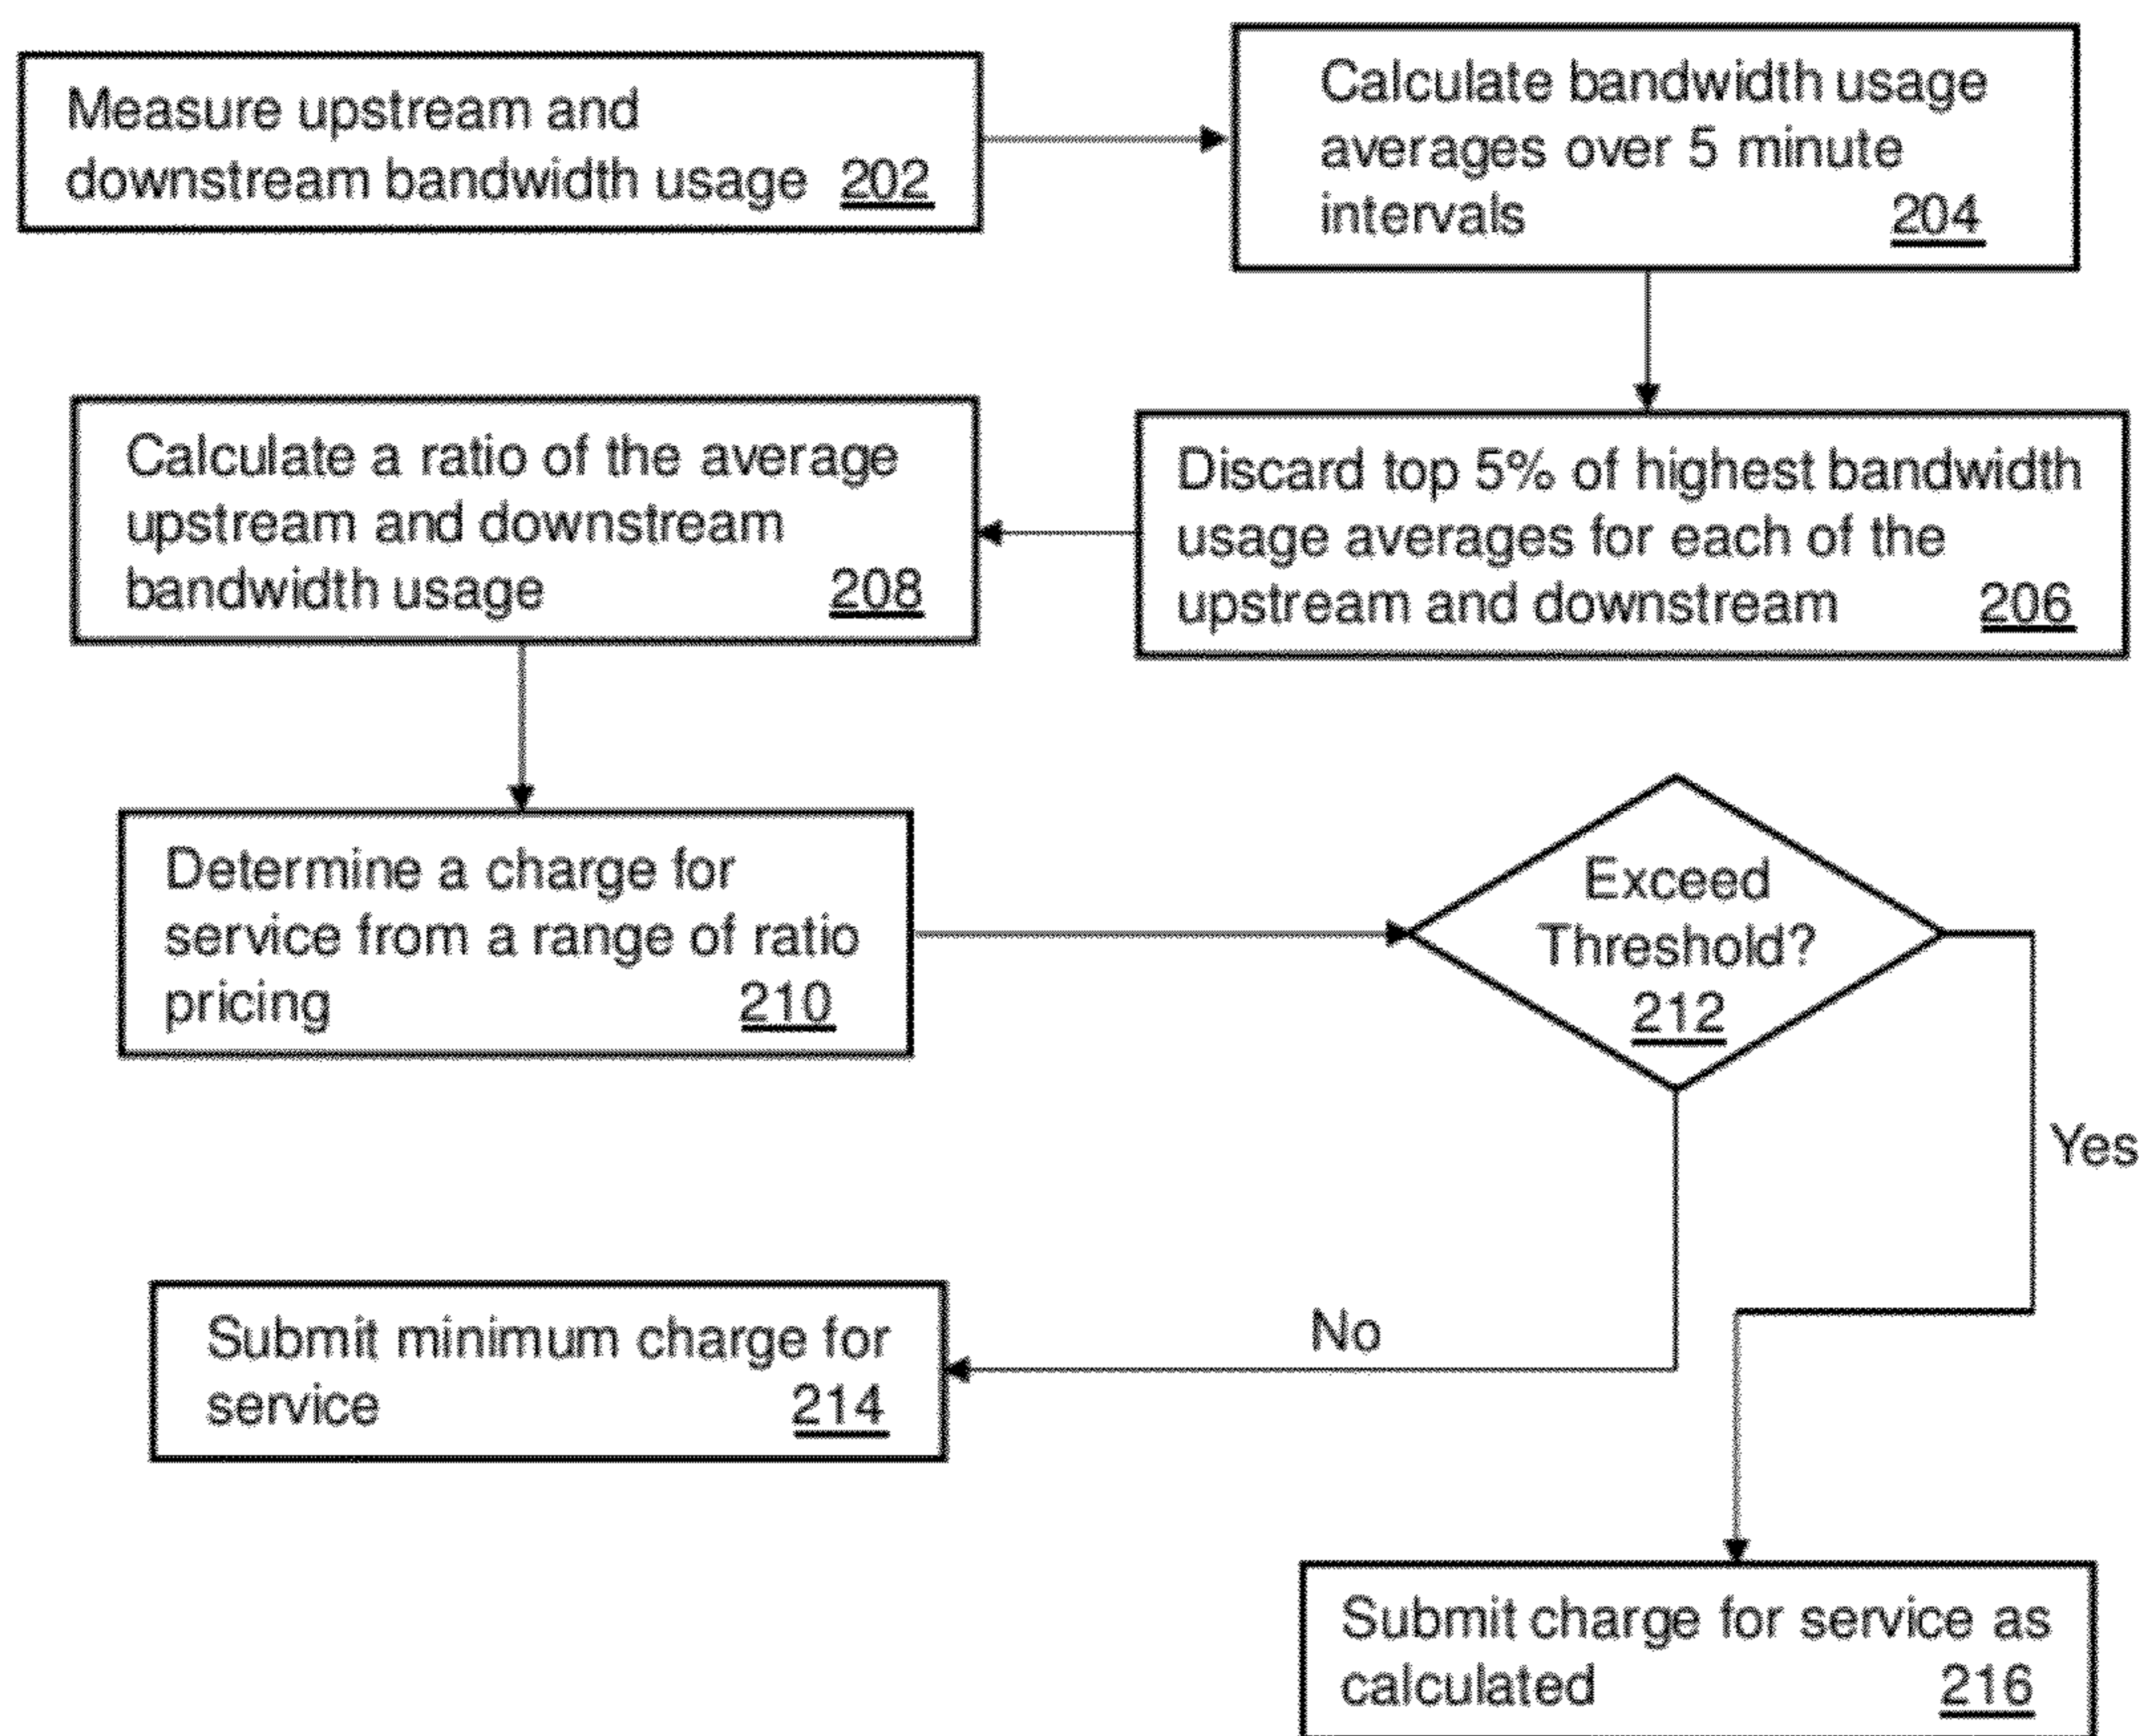 Measure upstream and
downstream bandwidth usage 202
Calculate bandwidth usage
averages over 5 minute
intervals 204
Discard top 5% of highest bandwidth
usage averages for each of the
upstream and downstream 206
Calculate a ratio of the average
upstream and downstream
bandwidth usage 208
Determine a charge for
service from a range of ratio
pricing 210
Exceed
Threshold?
212
Yes
No
Submit minimum charge for
service 214
Submit charge for service as
calculated 216